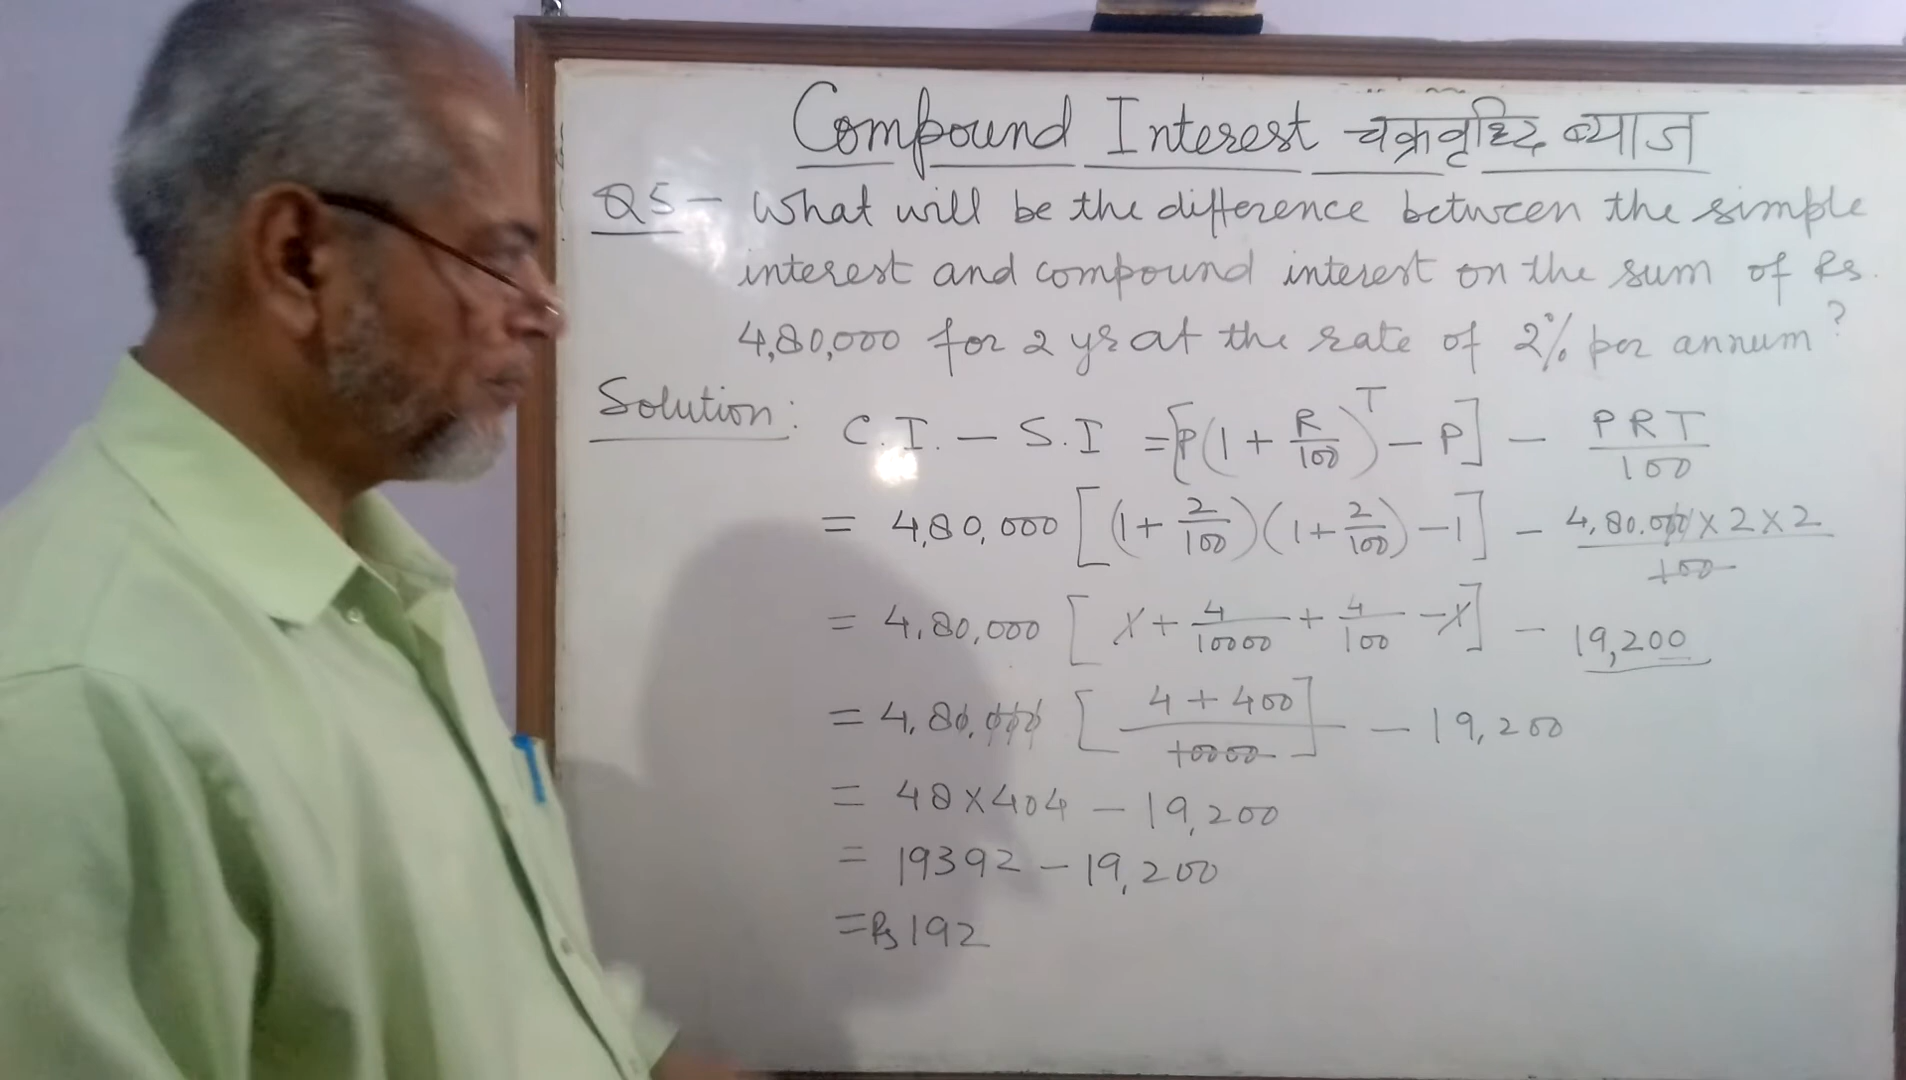 Compound Interest चक्रवृध्दि ब्याज
Q5 - What will be the difference between the simple
interest and compound interest on the sum of Rs.
4,80,000 for 2 yr at the rate of 2% per annum?
Solution: C.I. - S.I = [P(1 + R/100)^T - P] - PRT/100
= 4,80,000 [(1 + 2/100)(1 + 2/100) - 1] - 4,80,000 x 2 x 2/100
= 4,80,000 [1 + 4/10000 + 4/100 - 1] - 19,200
= 4,80,000 [4 + 400/10000] - 19,200
= 48 x 404 - 19,200
= 19392 - 19,200
= Rs 192